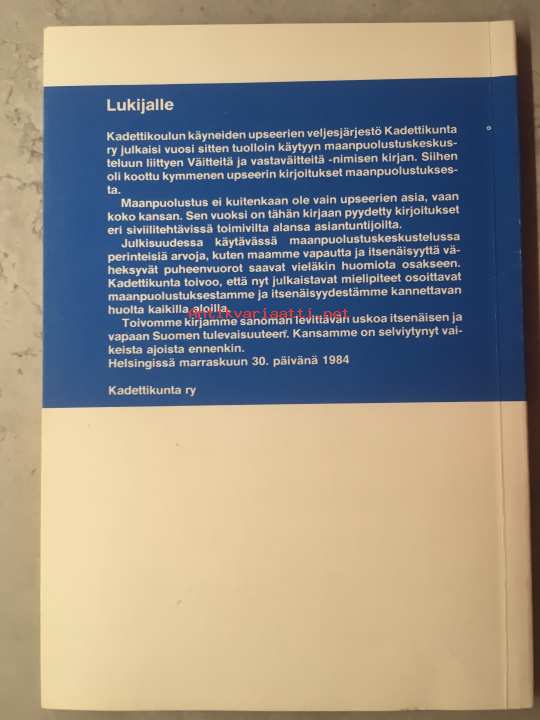 Lukijalle
Kadettikoulun käyneiden upseerien veljesjärjestö Kadettikunta
ry julkaisi vuosi sitten tuolloin käytyyn maanpuolustuskeskus-
teluun liittyen Väitteitä ja vastaväitteitä -nimisen kirjan. Siihen
oli koottu kymmenen upseerin kirjoitukset maanpuolustukses-
ta.
Maanpuolustus ei kuitenkaan ole vain upseerien asia, vaan
koko kansan. Sen vuoksi on tähän kirjaan pyydetty kirjoitukset
eri siviilitehtävissä toimivilta alansa asiantuntijoilta.
Julkisuudessa käytävässä maanpuolustuskeskustelussa
perinteisiä arvoja, kuten maamme vapautta ja itsenäisyyttä vä-
heksyvät puheenvuorot saavat vieläkin huomiota osakseen.
Kadettikunta toivoo, että nyt julkaistavat mielipiteet osoittavat
maanpuolustuksestamme ja itsenäisyydestämme kannettavan
huolta kaikilla aloilla.
Antikvariaatti.net
Toivomme kirjamme sanoman levittävän uskoa itsenäisen ja
vapaan Suomen tulevaisuuteen. Kansamme on selviytynyt vai-
keista ajoista ennenkin.
Helsingissä marraskuun 30. päivänä 1984
Kadettikunta ry